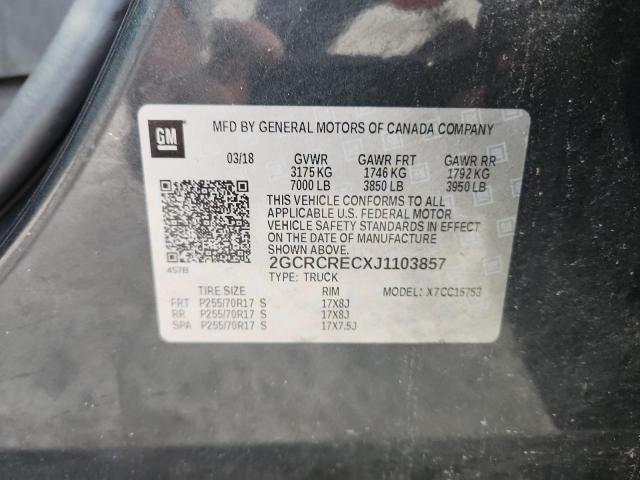 GM
MFD BY GENERAL MOTORS OF CANADA COMPANY
03/18 GVWR GAWR FRT GAWR RR
3175 KG 1746 KG 1792 KG
7000 LB 3850 LB 3950 LB
THIS VEHICLE CONFORMS TO ALL
APPLICABLE U.S. FEDERAL MOTOR
VEHICLE SAFETY STANDARDS IN EFFECT
ON THE DATE OF MANUFACTURE
SHOWN ABOVE.
2GCRCRECXJ1103857
457B TYPE: TRUCK
TIRE SIZE RIM MODEL: X7CC15753
FRT P255/70R17 S 17X8J
RR P255/70R17 S 17X8J
SPA P255/70R17 S 17X7.5J